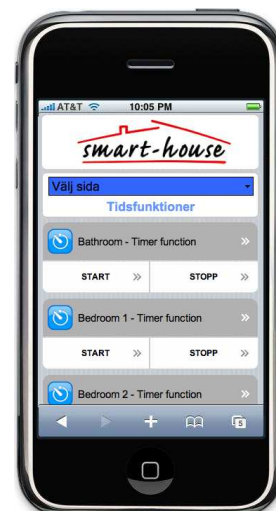 AT&T 10:05 PM
smart-house
Välj sida
Tidsfunktioner
Bathroom - Timer function
START STOPP
Bedroom 1 - Timer function
START STOPP
Bedroom 2 - Timer function
5